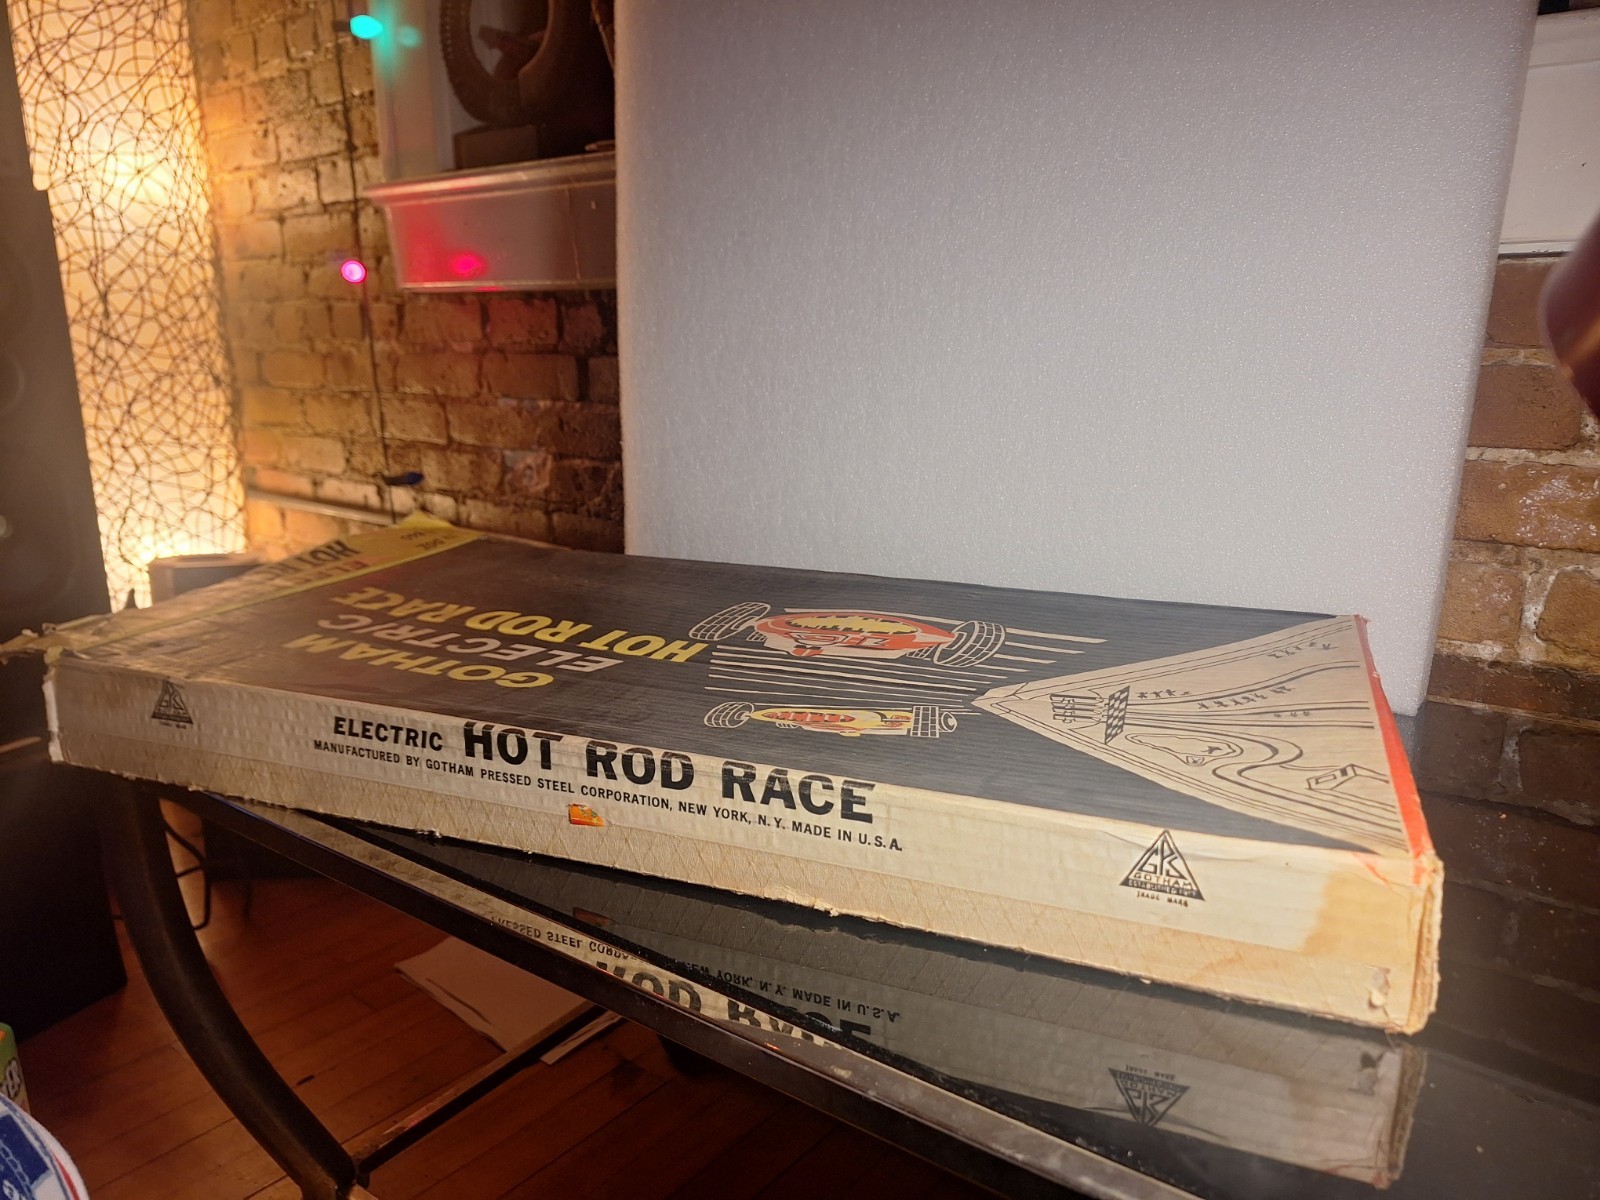 GOTHAM
ELECTRIC
HOT ROD RACE
ELECTRIC HOT ROD RACE
MANUFACTURED BY GOTHAM PRESSED STEEL CORPORATION, NEW YORK, N.Y. MADE IN U.S.A.
GOTHAM
TRADE MARK